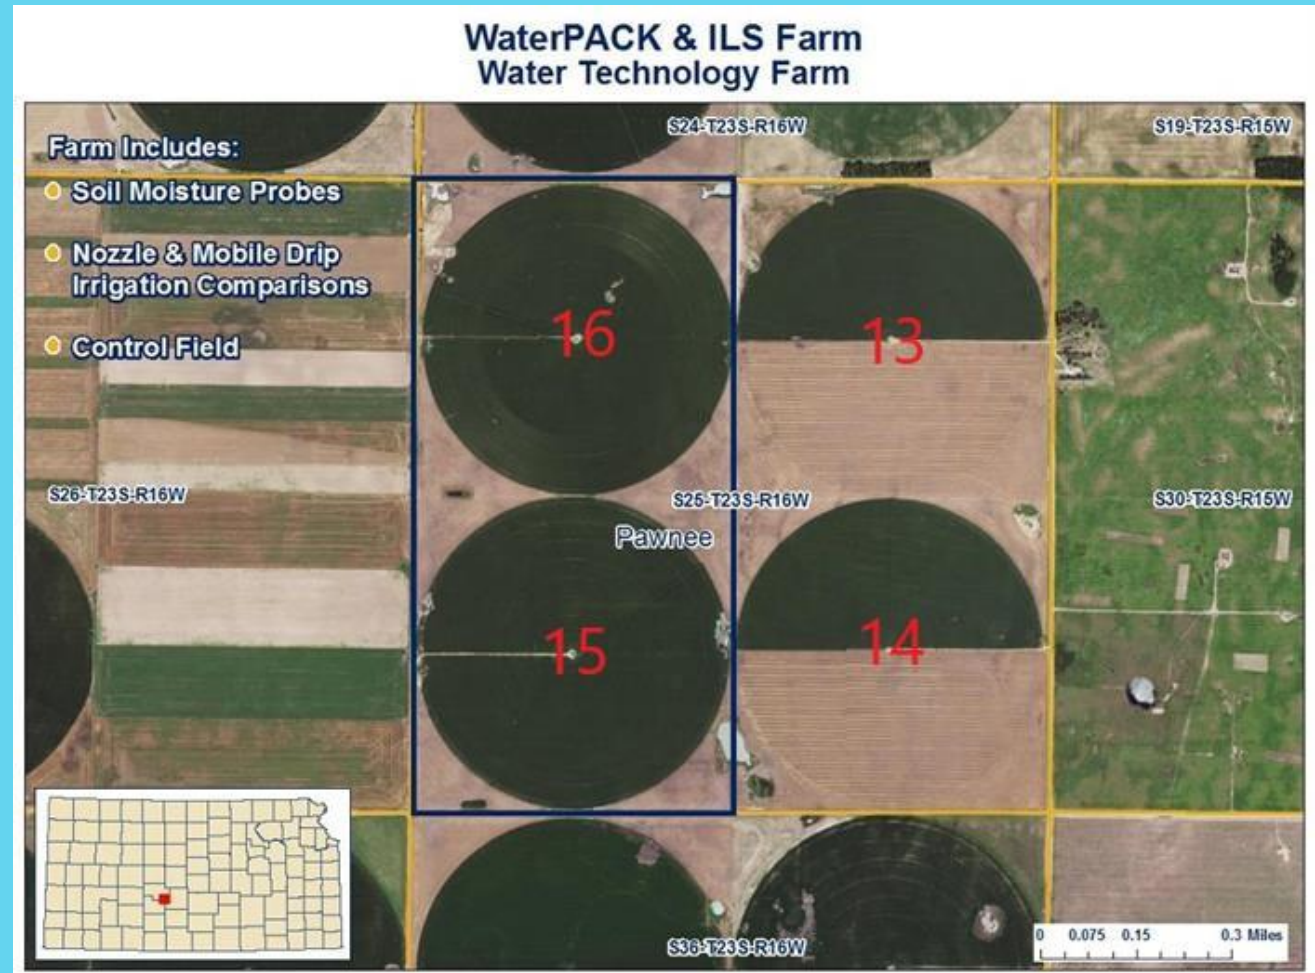 WaterPACK & ILS Farm
Water Technology Farm
S24-T23S-R16W
S19-T23S-R15W
Farm Includes:
Soil Moisture Probes
Nozzle & Mobile Drip
Irrigation Comparisons
Control Field
16
13
S26-T23S-R16W
S25-T23S-R16W
S30-T23S-R15W
Pawnee
15
14
S36-T23S-R16W
0 0.075 0.15 0.3 Miles